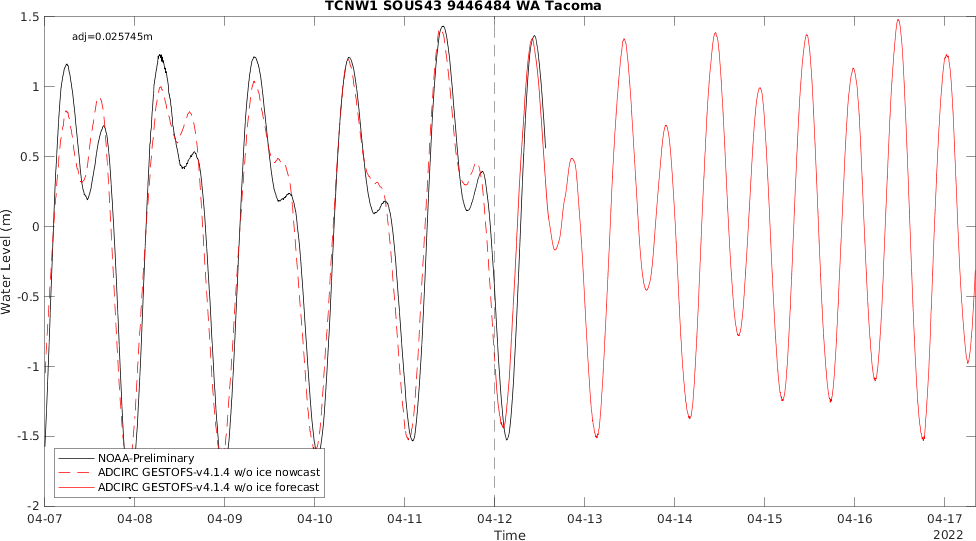 TCNW1 SOUS43 9446484 WA Tacoma
adj=0.025745m
1.5
1
0.5
0
-0.5
-1
-1.5
-2
Water Level (m)
NOAA-Preliminary
ADCIRC GESTOFS-v4.1.4 w/o ice nowcast
ADCIRC GESTOFS-v4.1.4 w/o ice forecast
04-07 04-08 04-09 04-10 04-11 04-12 04-13 04-14 04-15 04-16 04-17
Time 2022